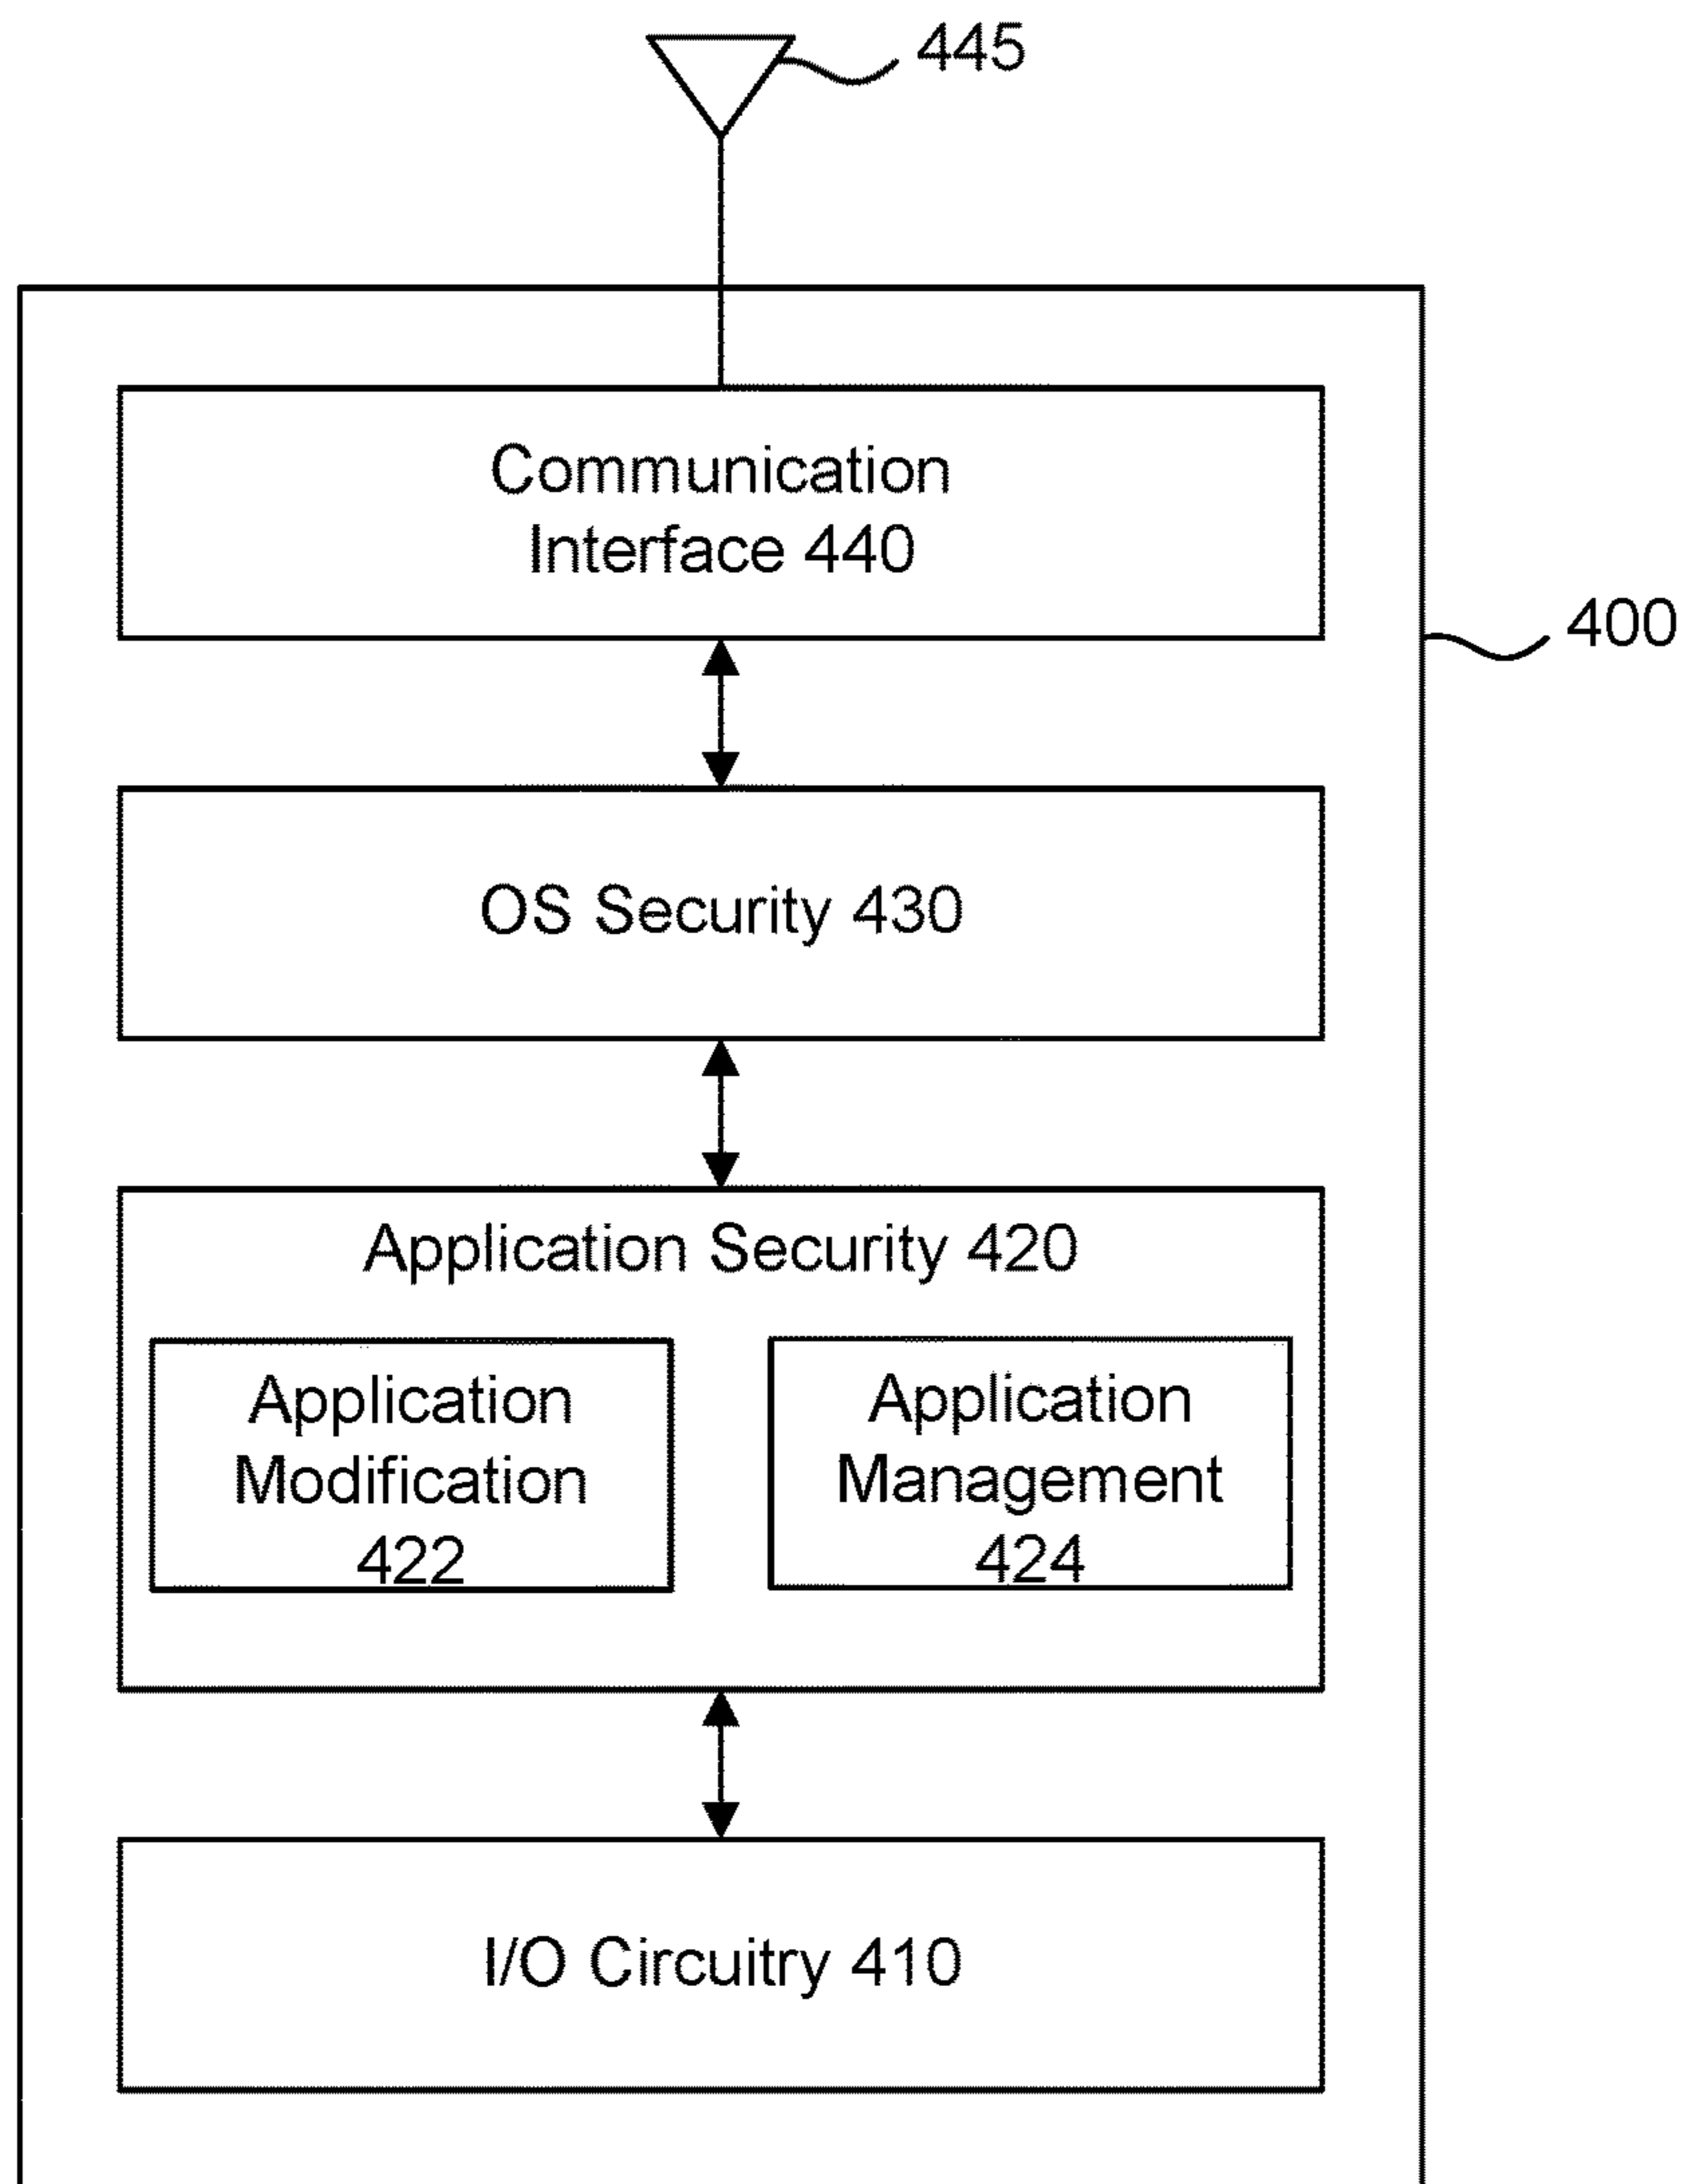 445
Communication
Interface 440
400
OS Security 430
Application Security 420
Application
Modification
422
Application
Management
424
I/O Circuitry 410